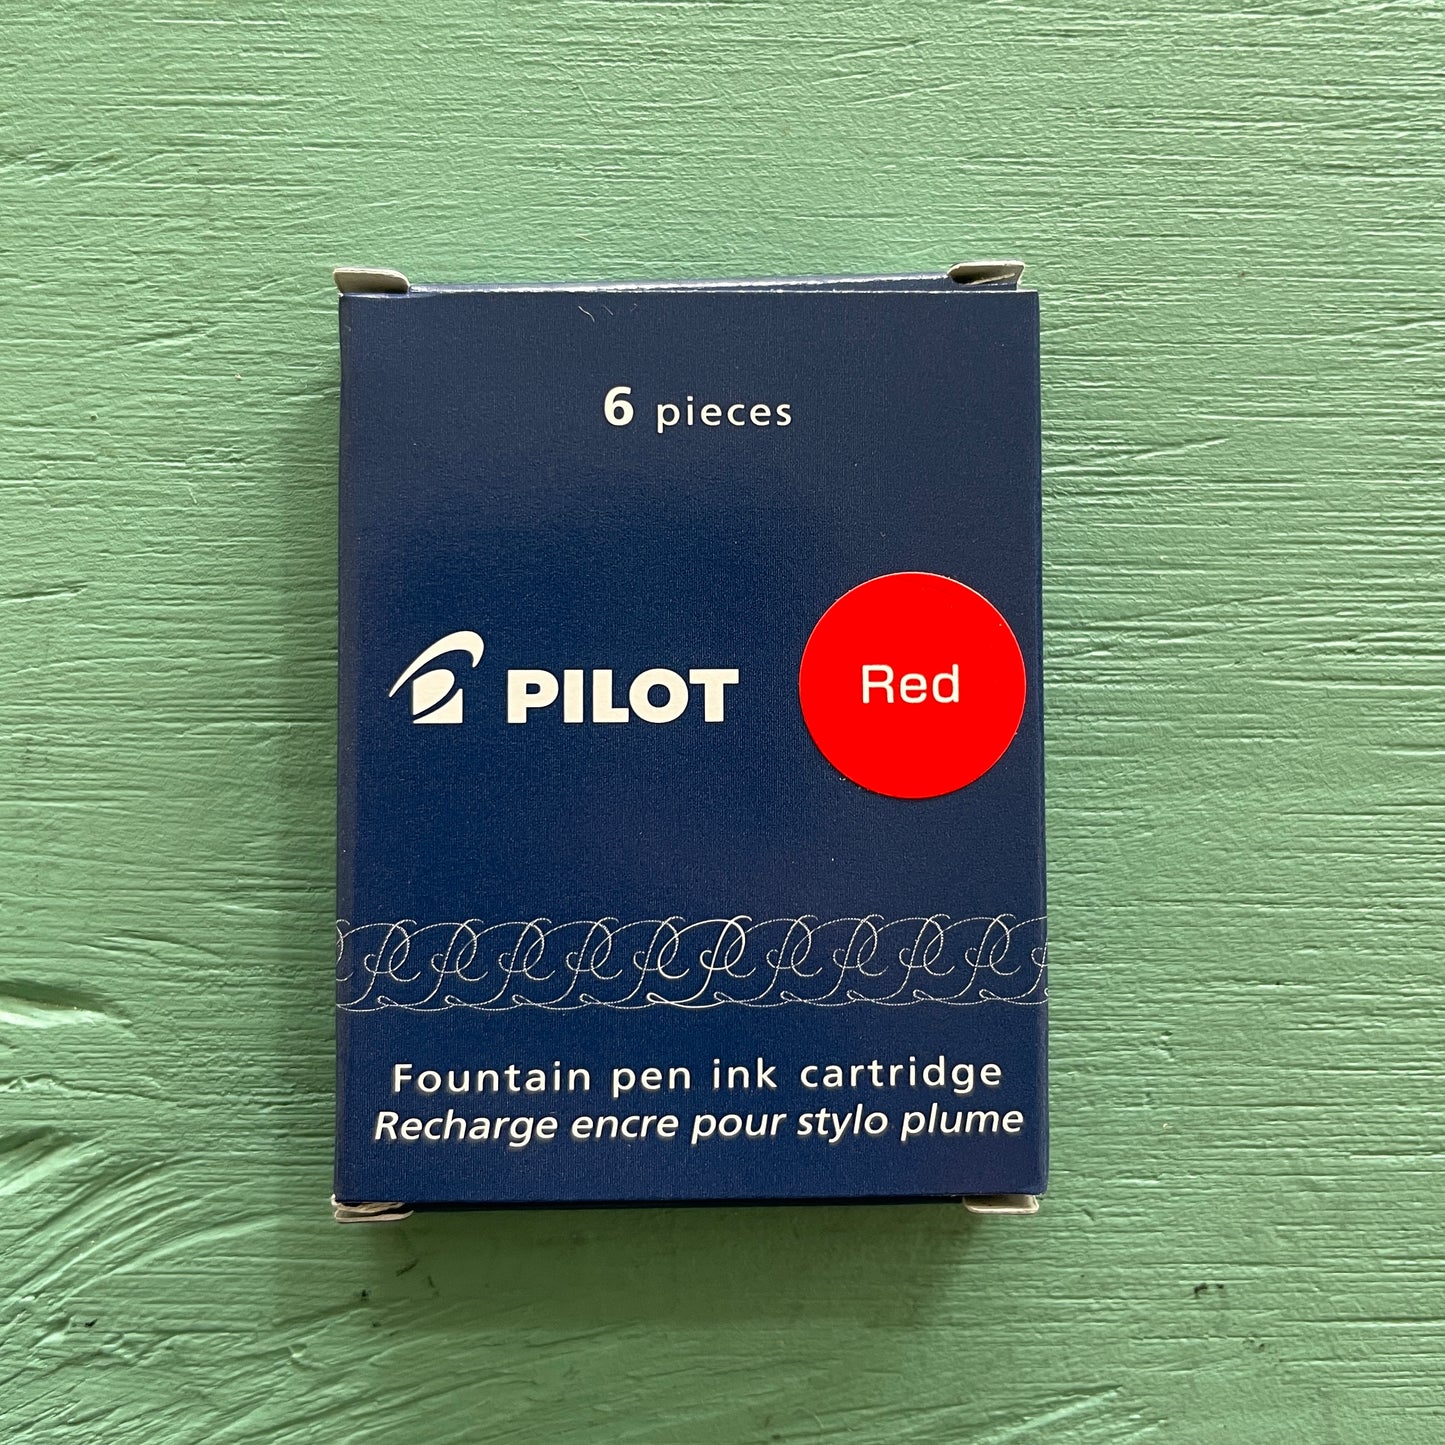 6 pieces
PILOT
Red
Fountain pen ink cartridge
Recharge encre pour stylo plume